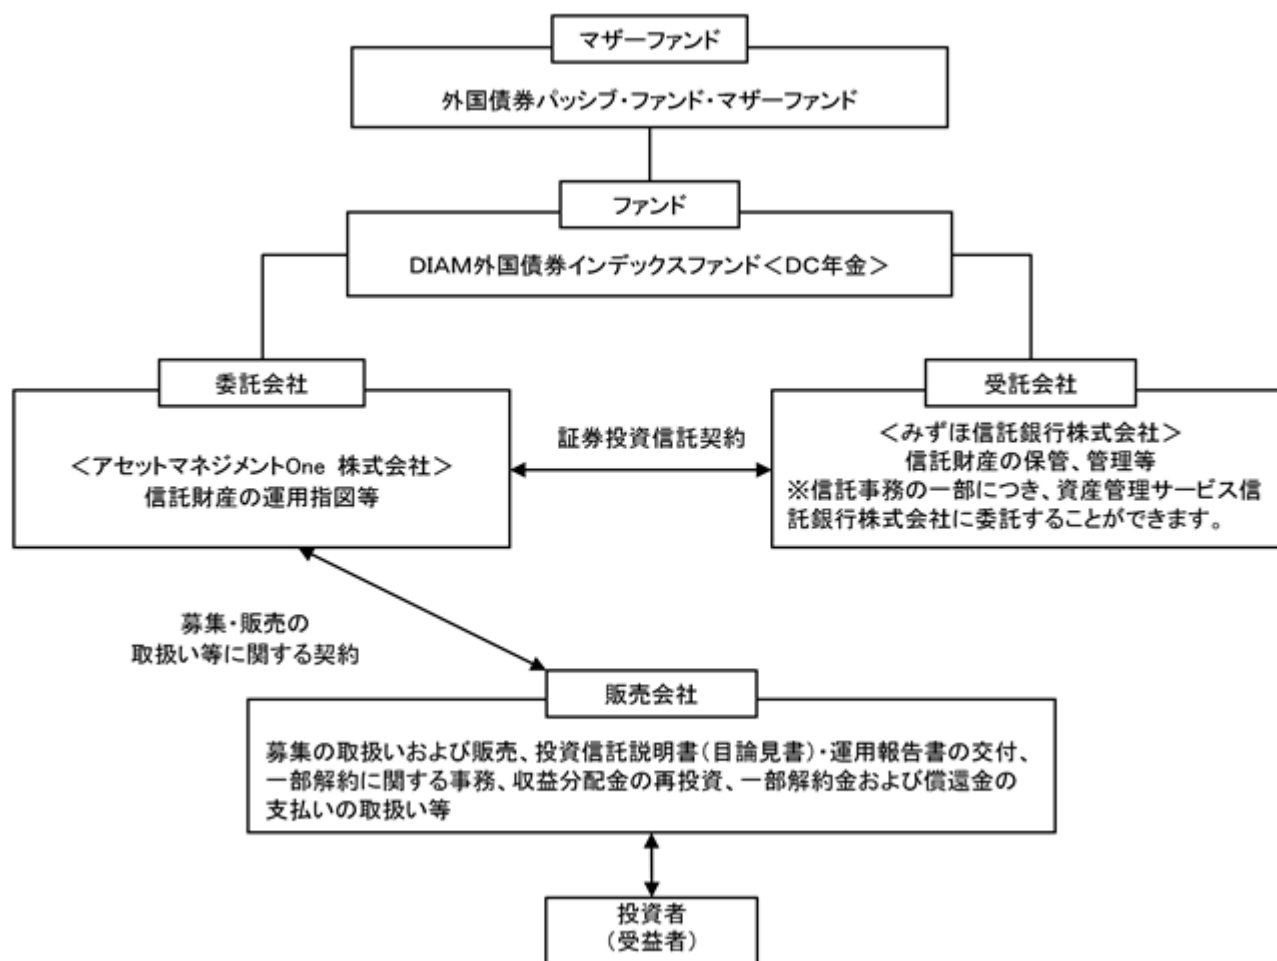 マザーファンド
外国債券パッシブ・ファンド・マザーファンド
ファンド
DIAM外国債券インデックスファンド＜DC年金＞
委託会社
＜アセットマネジメントOne 株式会社＞
信託財産の運用指図等
証券投資信託契約
受託会社
＜みずほ信託銀行株式会社＞
信託財産の保管、管理等
※信託事務の一部につき、資産管理サービス信
託銀行株式会社に委託することができます。
募集・販売の
取扱い等に関する契約
販売会社
募集の取扱いおよび販売、投資信託説明書（目論見書）・運用報告書の交付、
一部解約に関する事務、収益分配金の再投資、一部解約金および償還金の
支払いの取扱い等
投資者
（受益者）